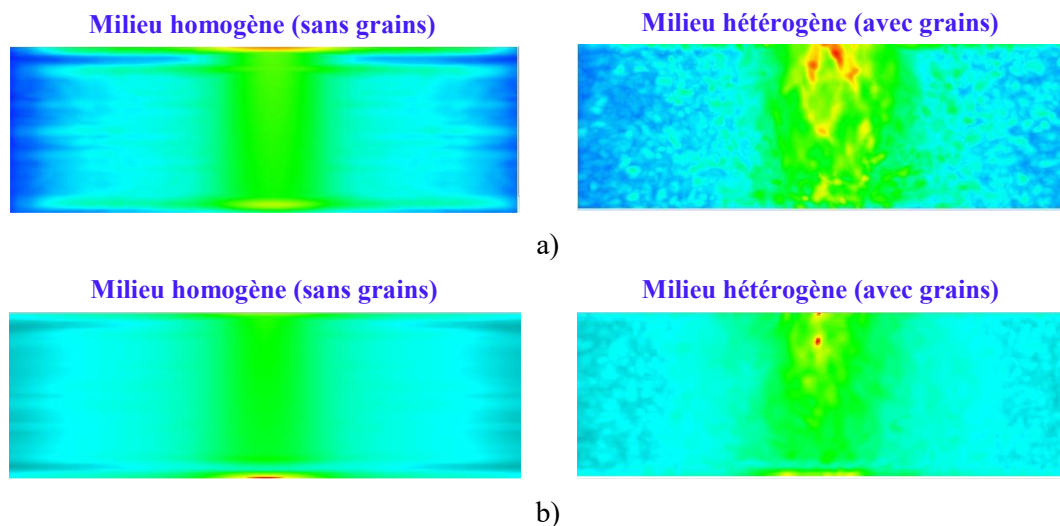 Milieu homogène (sans grains)
Milieu hétérogène (avec grains)
a)
Milieu homogène (sans grains)
Milieu hétérogène (avec grains)
b)